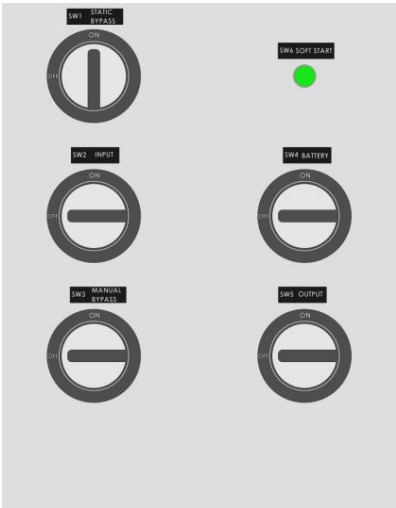 SW1 STATIC BYPASS
ON
OFF
SW6 SOFT START
SW2 INPUT
ON
OFF
SW4 BATTERY
ON
OFF
SW3 MANUAL BYPASS
ON
OFF
SW5 OUTPUT
ON
OFF